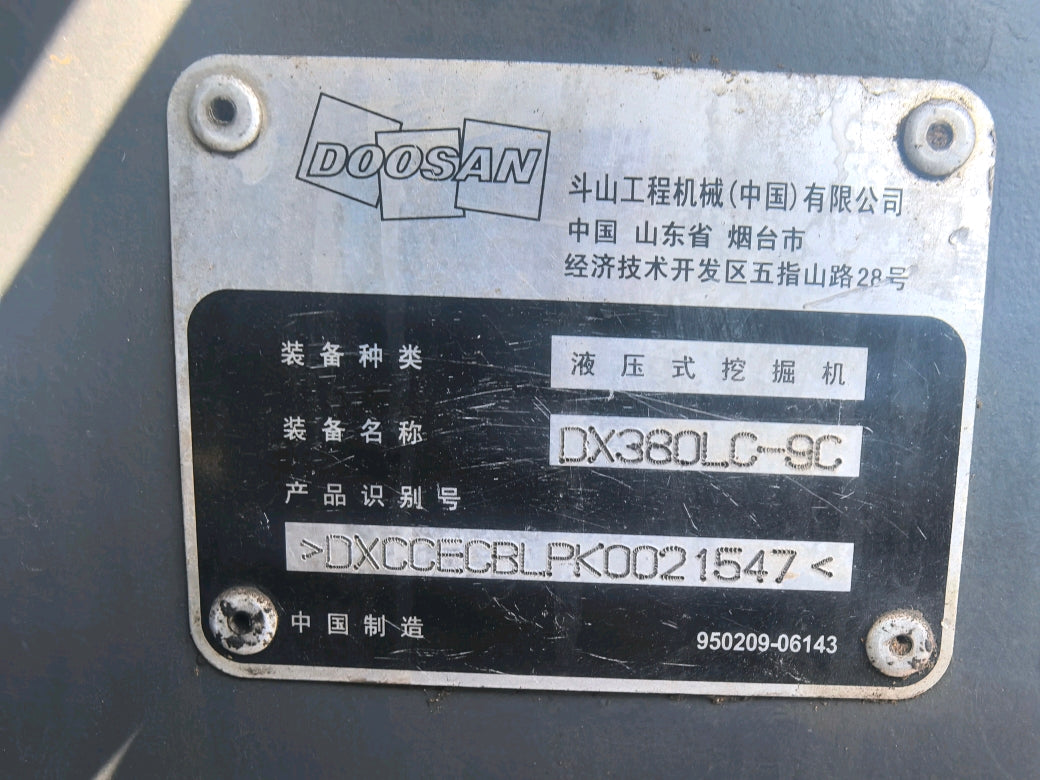 DOOSAN
斗山工程机械(中国)有限公司
中国 山东省 烟台市
经济技术开发区五指山路28号
装备种类 液压式挖掘机
装备名称 DX380LC-9C
产品识别号
>DXCCECBLPK0021547<
中国制造 950209-06143